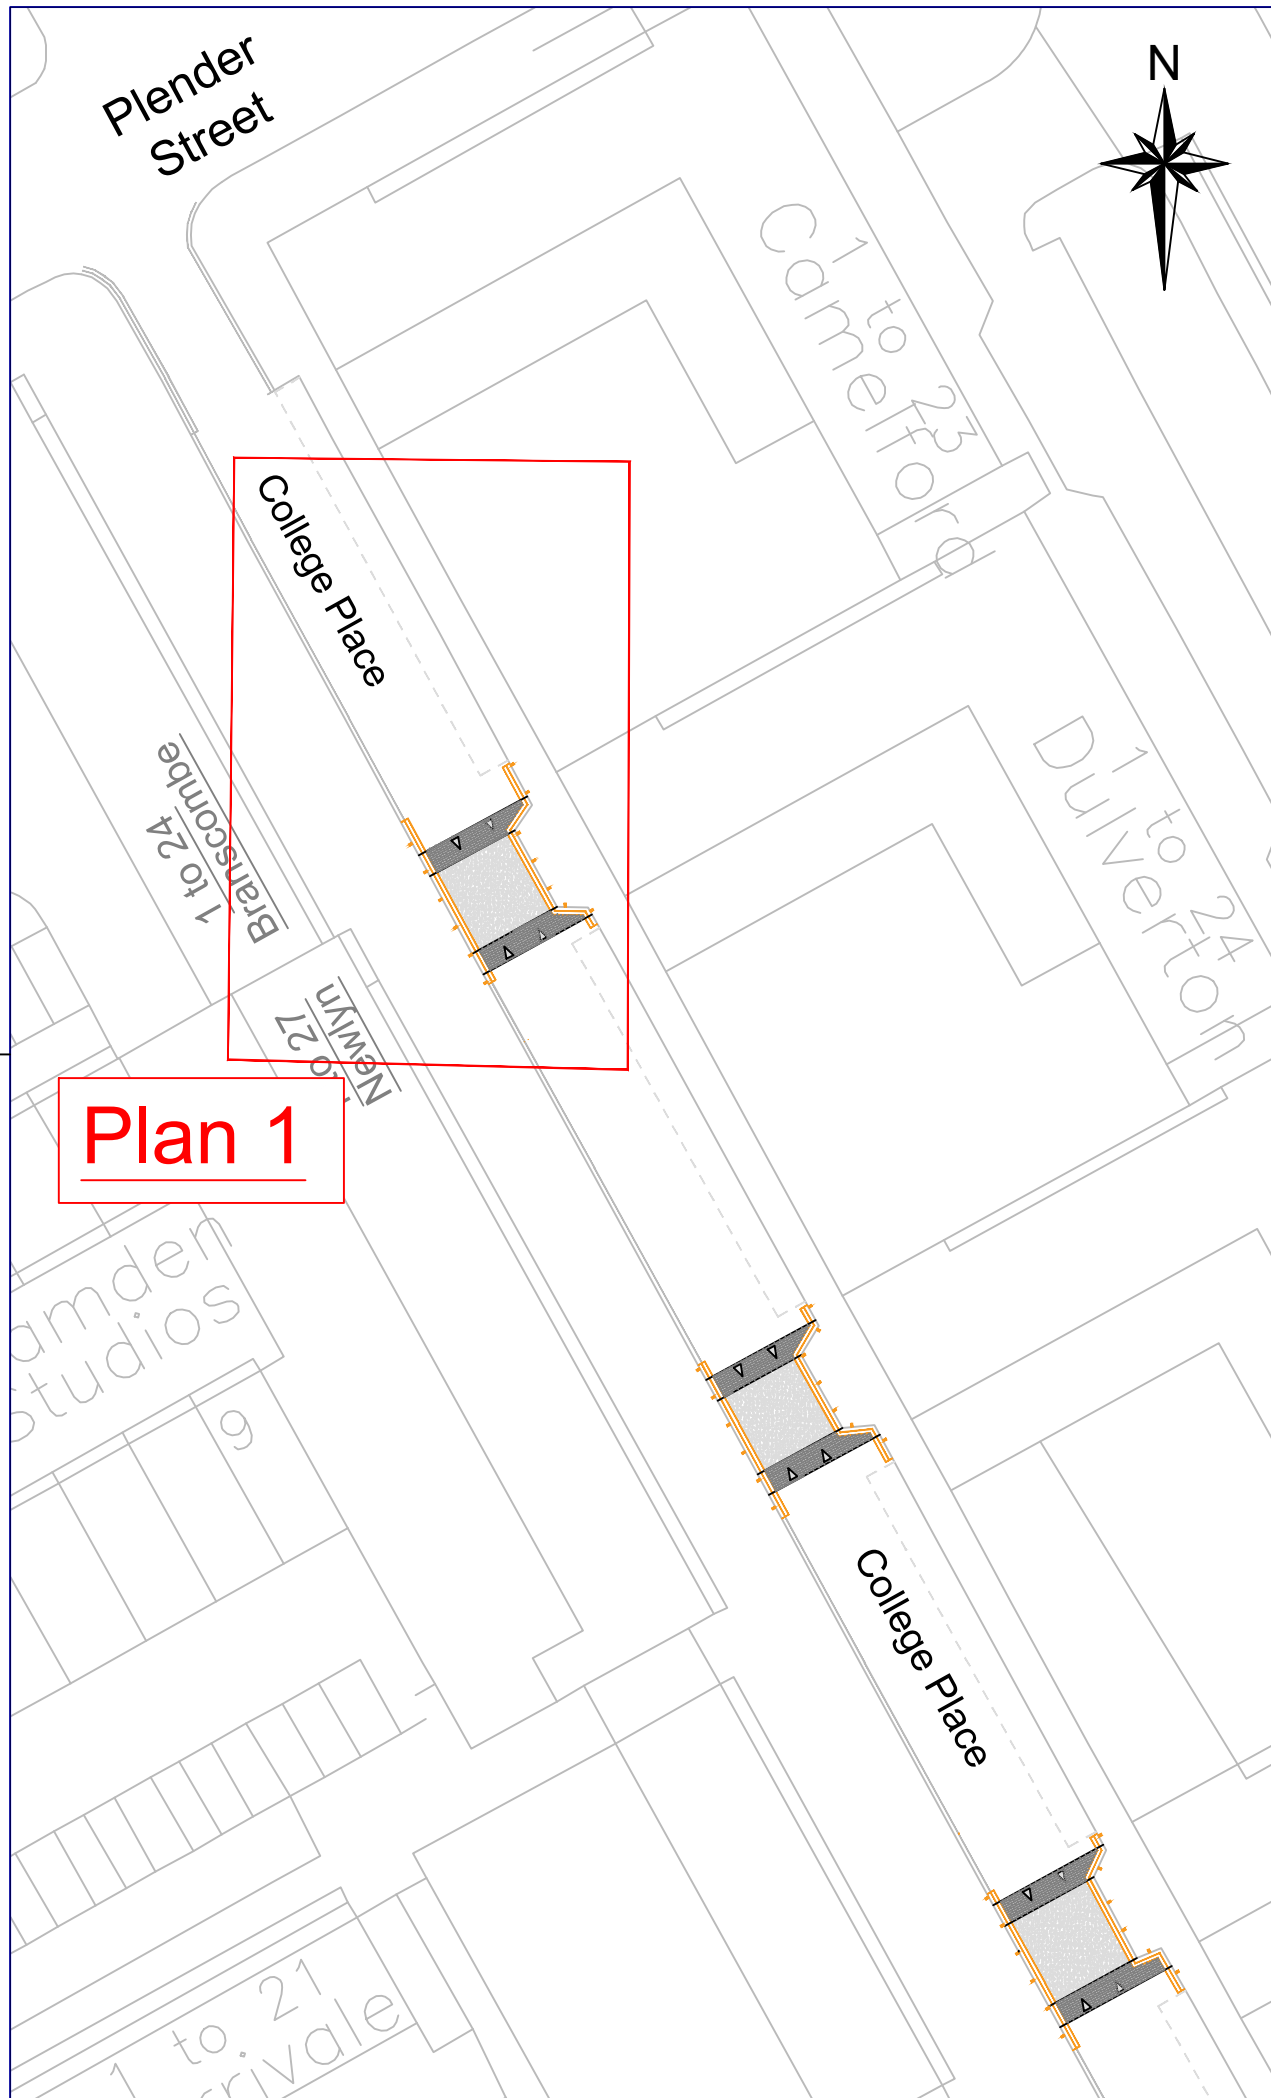 Plender
Street
N
1 to 23
Camelford
College Place
1 to 24
Branscombe
1 to 24
Dulverton
to 27
Newlyn
Plan 1
amden
Studios
9
College Place
1 to 21
rrivale